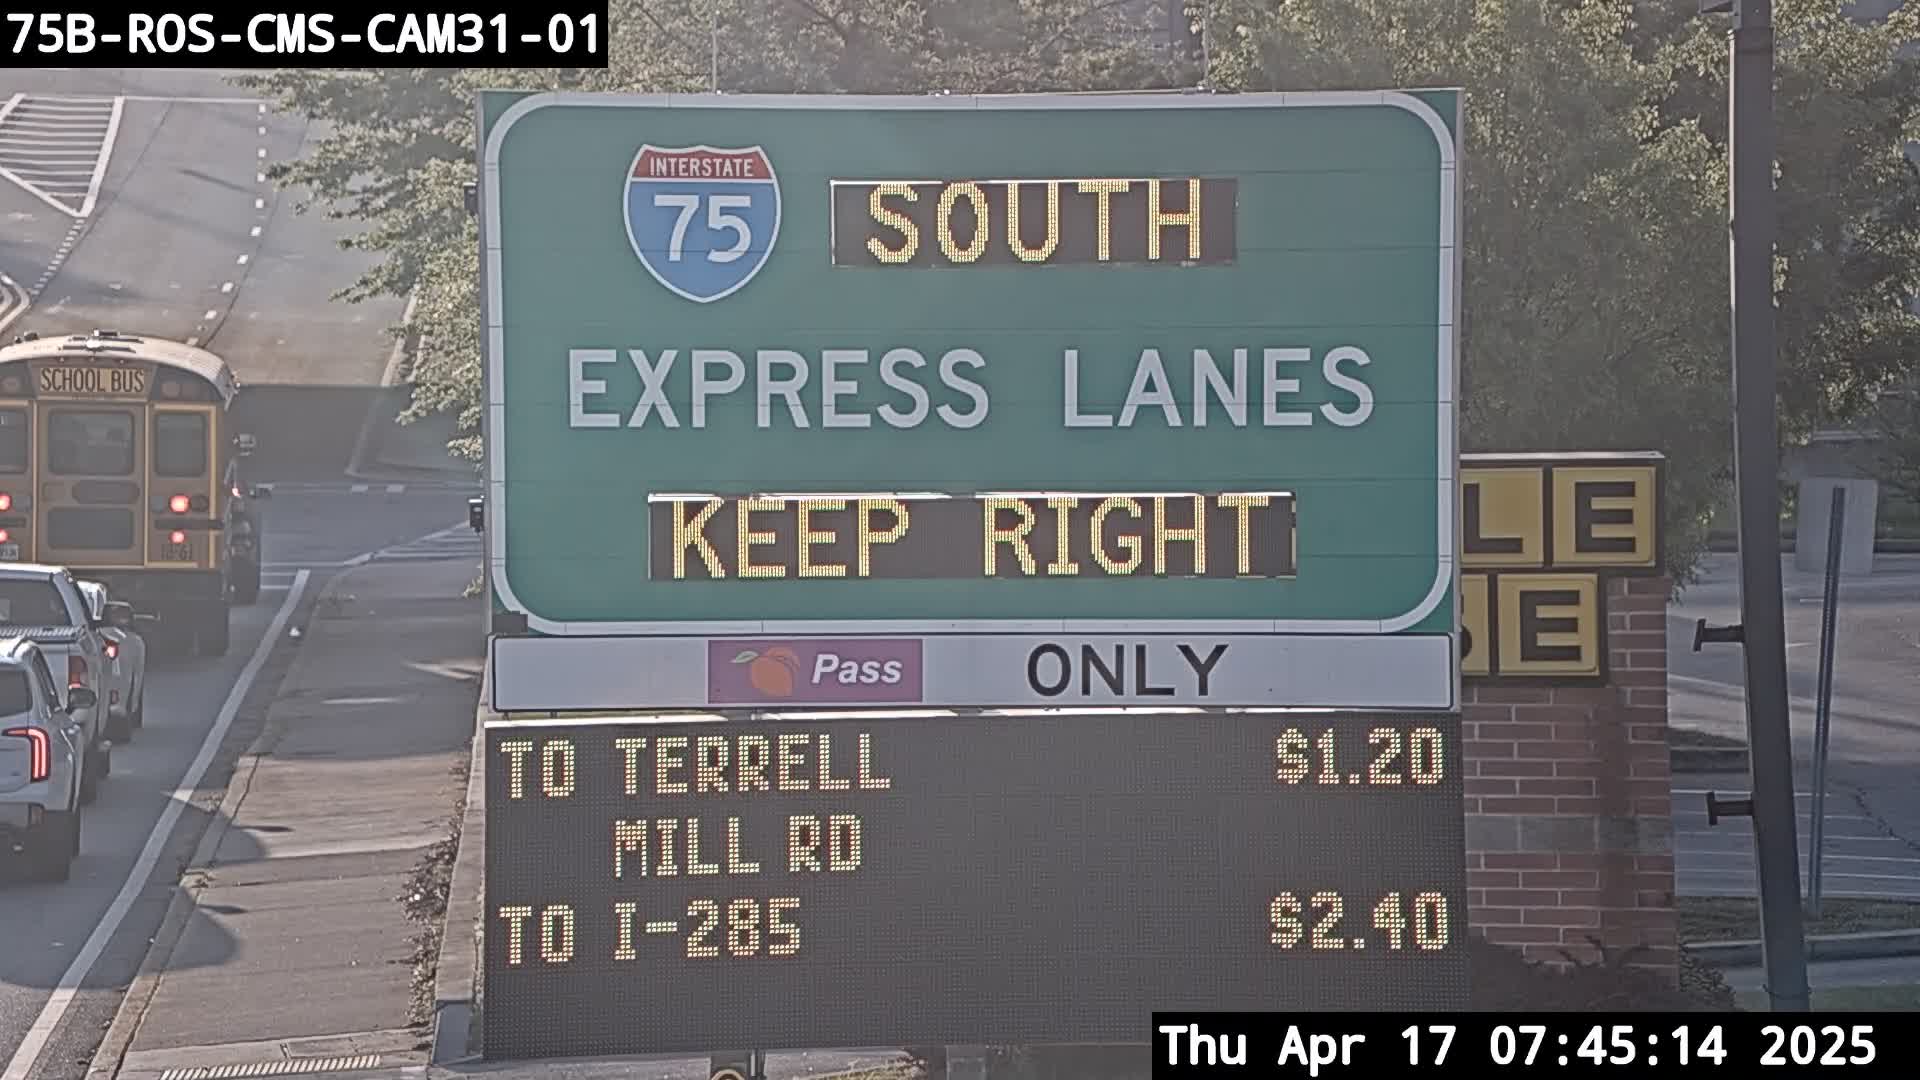 75B-ROS-CMS-CAM31-01
INTERSTATE
75
SOUTH
EXPRESS LANES
KEEP RIGHT
SCHOOL BUS
LE
E
Pass ONLY
TO TERRELL $1.20
MILL RD
TO I-285 $2.40
Thu Apr 17 07:45:14 2025